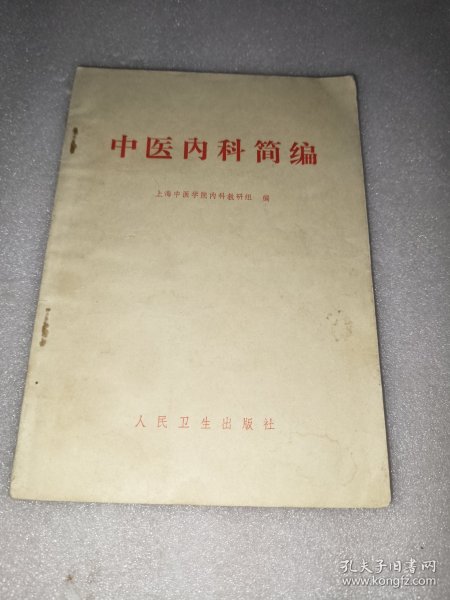 中医内科简编
上海中医学院内科教研组 编
人民卫生出版社
孔夫子旧书网
www.kongfz.com